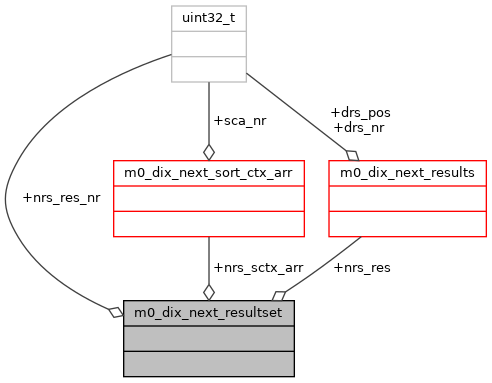 uint32_t
+sca_nr
+drs_pos
+drs_nr
m0_dix_next_sort_ctx_arr
m0_dix_next_results
+nrs_res_nr
+nrs_sctx_arr
+nrs_res
m0_dix_next_resultset